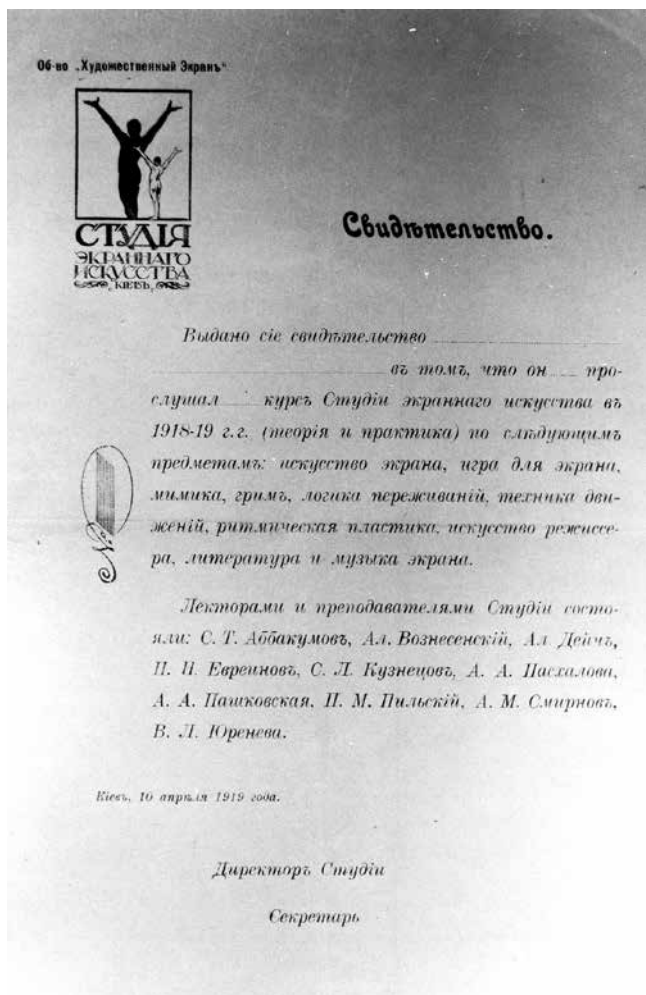 Об-во „Художественный Экранъ“
СТУДІЯ
ЭКРАННАГО
ИСКУССТВА
КІЕВЪ
Свидѣтельство.
Выдано сіе свидѣтельство
въ томъ, что он про-
слушал курсъ Студіи экраннаго искусства въ
1918-19 г.г. (теорія и практика) по слѣдующимъ
предметамъ: искусство экрана, игра для экрана,
мимика, гримъ, логика переживаній, техника дви-
женій, ритмическая пластика, искусство режиссе-
ра, литература и музыка экрана.
№
Лекторами и преподавателями Студіи состо-
яли: С. Т. Аббакумовъ, Ал. Вознесенскій, Ал Дейчъ,
Н. Н. Евреиновъ, С. Л. Кузнецовъ, А. А. Пасхалова,
А. А. Пашковская, П. М. Пильскій, А. М. Смирновъ,
В. Л. Юренева.
Кіевъ, 10 апрѣля 1919 года.
Директоръ Студіи
Секретарь